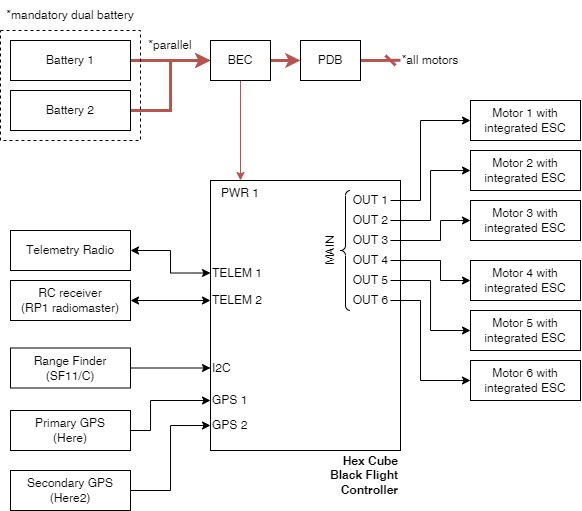 *mandatory dual battery
Battery 1
*parallel
BEC
PDB
*all motors
Battery 2
PWR 1
MAIN
OUT 1
OUT 2
OUT 3
OUT 4
OUT 5
OUT 6
Motor 1 with
integrated ESC
Motor 2 with
integrated ESC
Motor 3 with
integrated ESC
Motor 4 with
integrated ESC
Motor 5 with
integrated ESC
Motor 6 with
integrated ESC
Telemetry Radio
TELEM 1
RC receiver
(RP1 radiomaster)
TELEM 2
Range Finder
(SF11/C)
I2C
Primary GPS
(Here)
GPS 1
Secondary GPS
(Here2)
GPS 2
Hex Cube
Black Flight
Controller